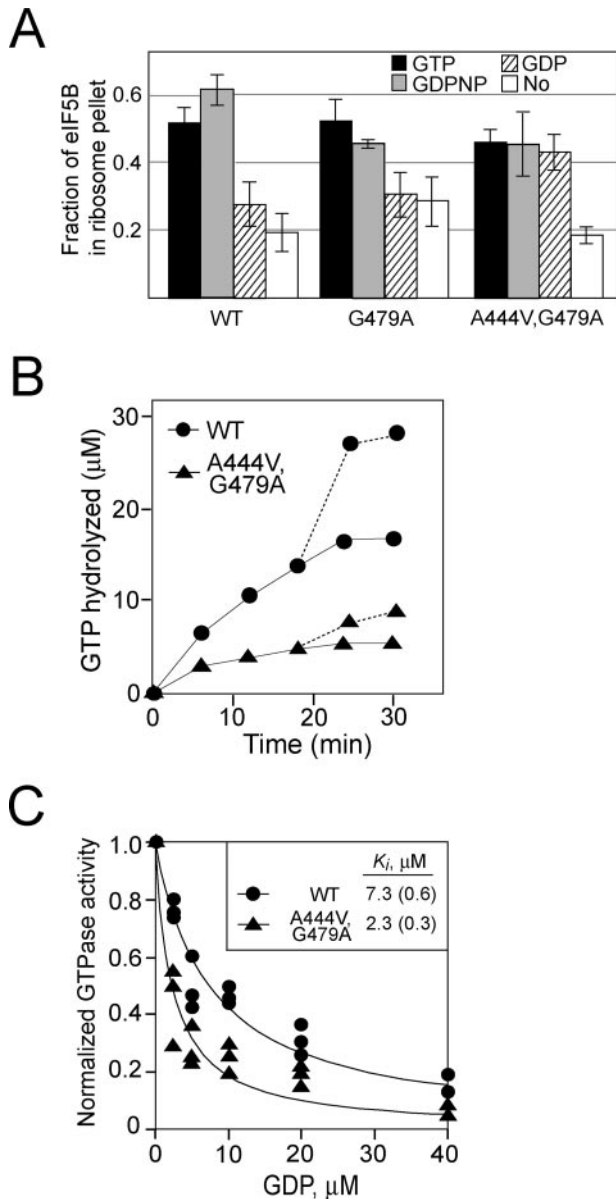 A
GTP GDP
GDPNP No
Fraction of eIF5B
in ribosome pellet
0.6
0.4
0.2
WT G479A A444V,G479A
B
GTP hydrolyzed (µM)
30
20
10
0
WT
A444V,
G479A
0 10 20 30
Time (min)
C
Normalized GTPase activity
1.0
0.8
0.6
0.4
0.2
0
Ki, µM
WT 7.3 (0.6)
A444V,
G479A 2.3 (0.3)
0 10 20 30 40
GDP, µM